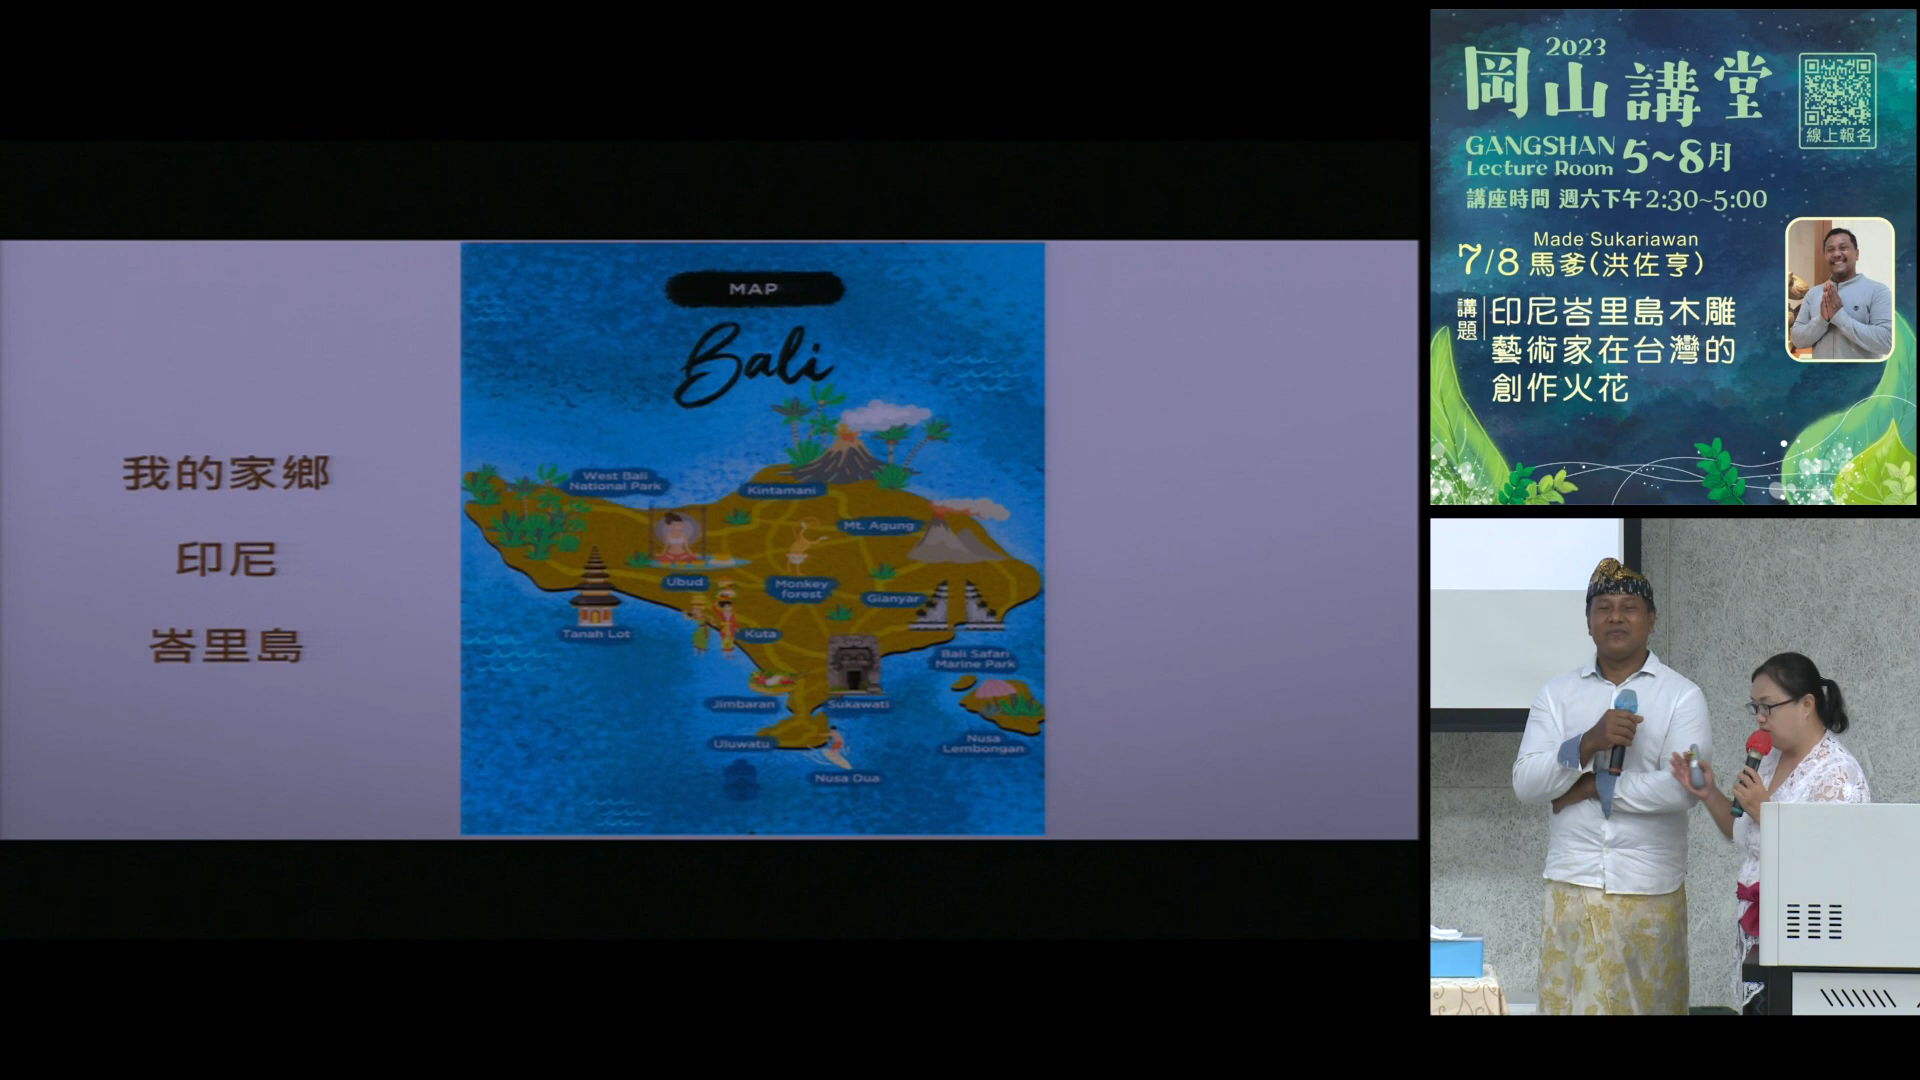 我的家鄉
印尼
峇里島
MAP
Bali
West Bali
National Park
Kintamani
Mt. Agung
Ubud
Monkey
forest
Gianyar
Tanah Lot
Kuta
Bali Safari
Marine Park
Jimbaran
Sukawati
Uluwatu
Nusa
Lembongan
Nusa Dua
2023
岡山講堂
線上報名
GANGSHAN
Lecture Room
5~8月
講座時間 週六下午2:30~5:00
Made Sukariawan
7/8 馬爹(洪佐亨)
講題
印尼峇里島木雕
藝術家在台灣的
創作火花